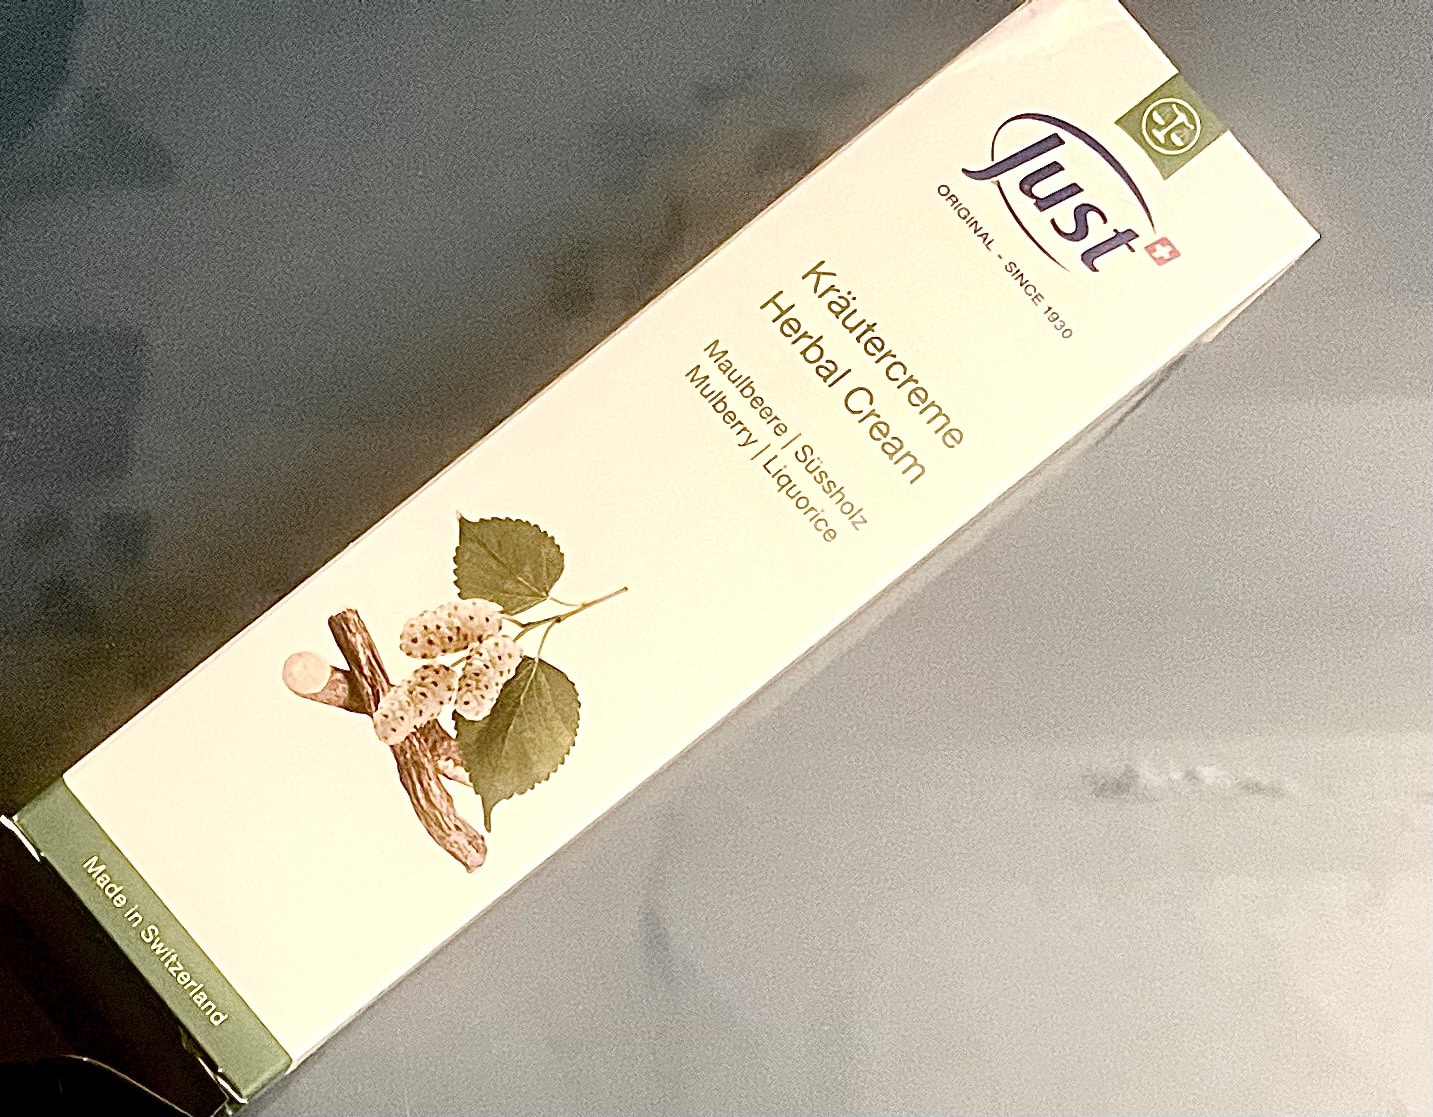 Just
ORIGINAL - SINCE 1930
Kräutercreme
Herbal Cream
Maulbeere | Süssholz
Mulberry | Liquorice
Made in Switzerland